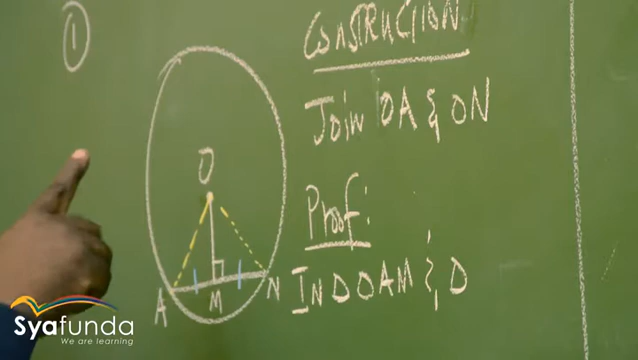 1
CONSTRUCTION
Join OA & ON
O
Proof:
In ΔOAM & Δ
A
M
N
Syafunda
We are learning